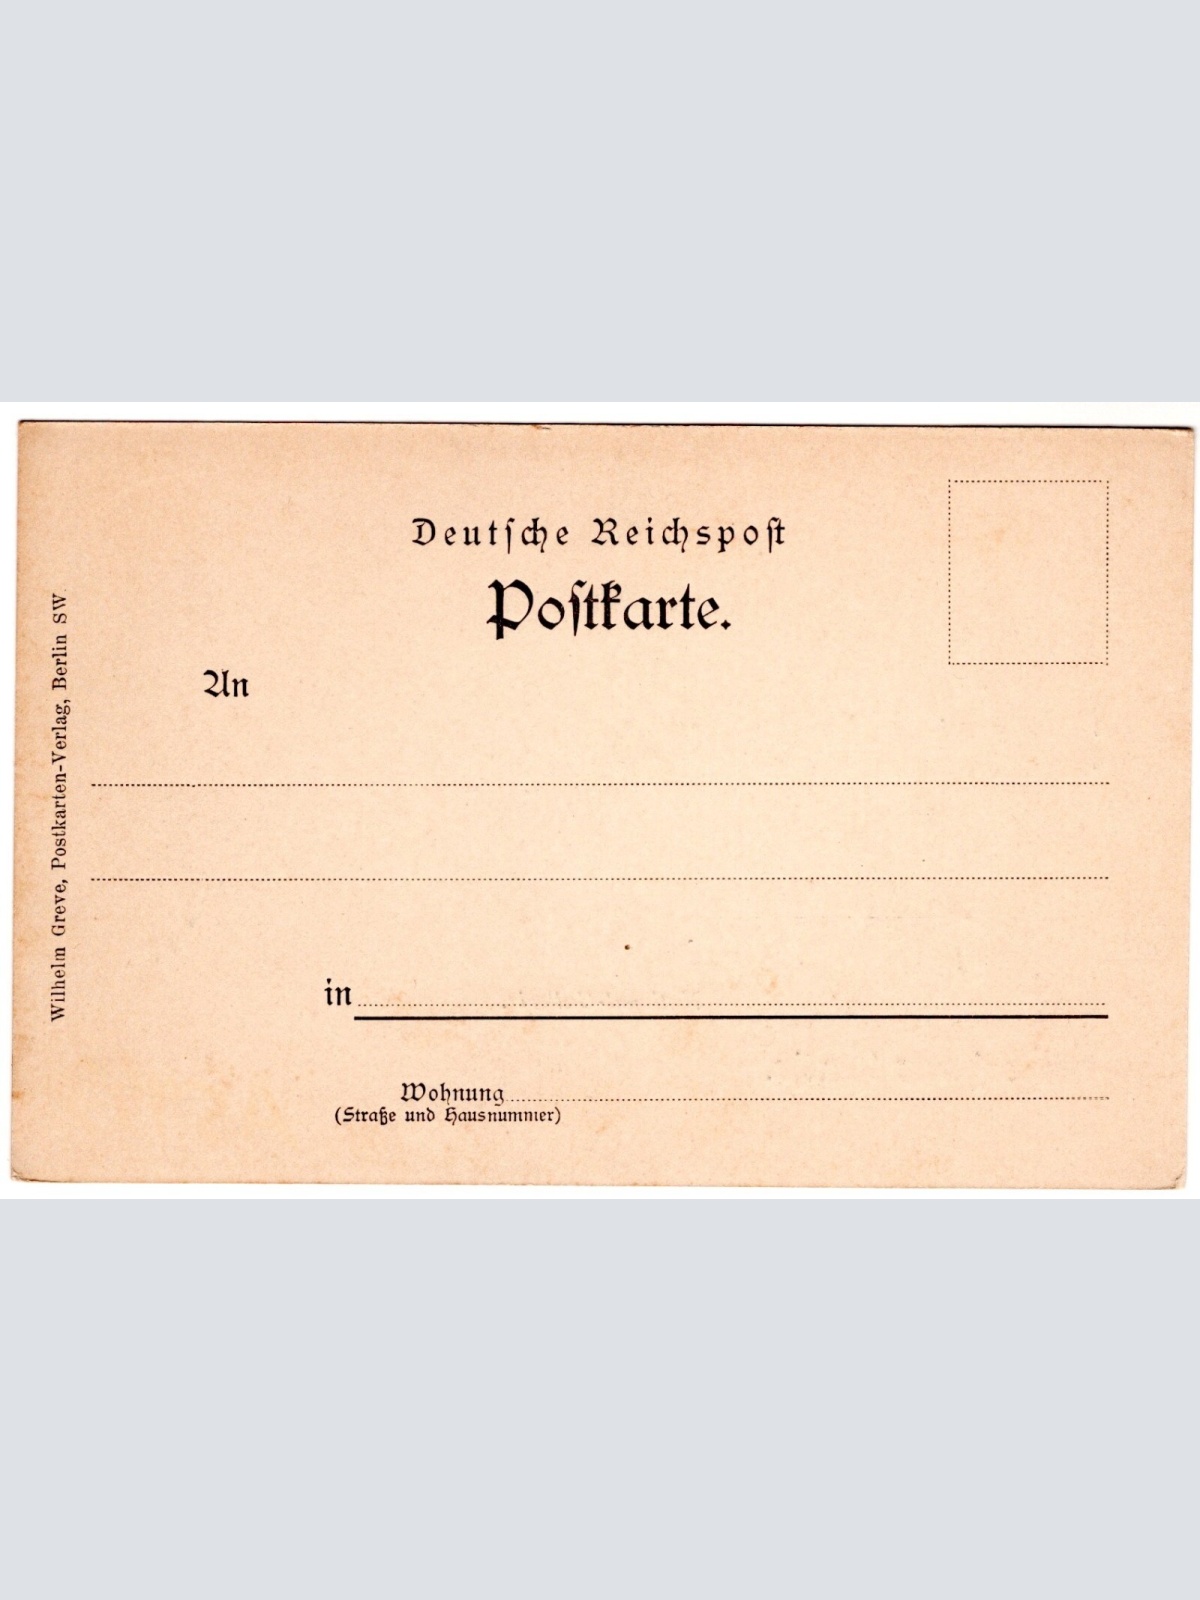 Deutſche Reichspoſt
Poſtkarte.
An
in
Wohnung
(Straße und Hausnummer)
Wilhelm Greve, Postkarten-Verlag, Berlin SW